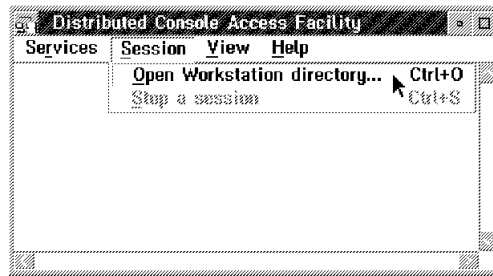 Distributed Console Access Facility
Services Session View Help
Open Workstation directory... Ctrl+O
Stop a session Ctrl+S